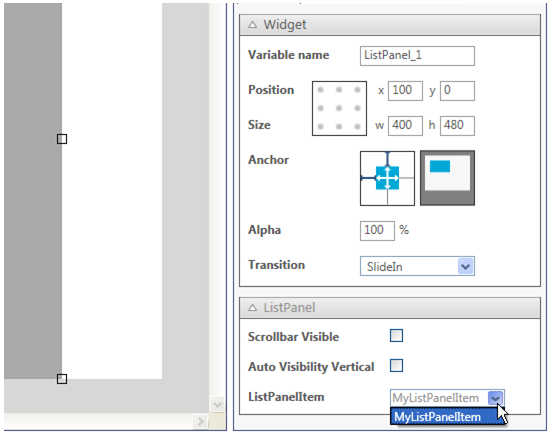 Widget
Variable name ListPanel_1
Position x 100 y 0
Size w 400 h 480
Anchor
Alpha 100 %
Transition SlideIn
ListPanel
Scrollbar Visible
Auto Visibility Vertical
ListPanelItem MyListPanelItem
MyListPanelItem